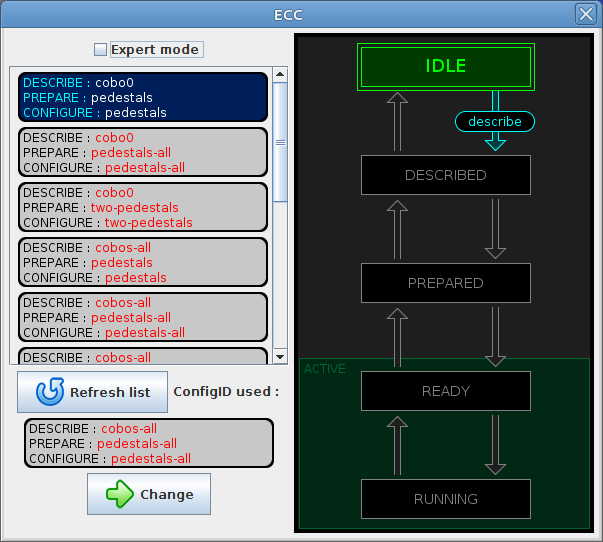 ECC
Expert mode
DESCRIBE : cobo0
PREPARE : pedestals
CONFIGURE : pedestals
DESCRIBE : cobo0
PREPARE : pedestals-all
CONFIGURE : pedestals-all
DESCRIBE : cobo0
PREPARE : two-pedestals
CONFIGURE : two-pedestals
DESCRIBE : cobos-all
PREPARE : pedestals
CONFIGURE : pedestals
DESCRIBE : cobos-all
PREPARE : pedestals-all
CONFIGURE : pedestals-all
DESCRIBE : cobos-all
Refresh list
ConfigID used :
DESCRIBE : cobos-all
PREPARE : pedestals-all
CONFIGURE : pedestals-all
Change
IDLE
describe
DESCRIBED
PREPARED
ACTIVE
READY
RUNNING